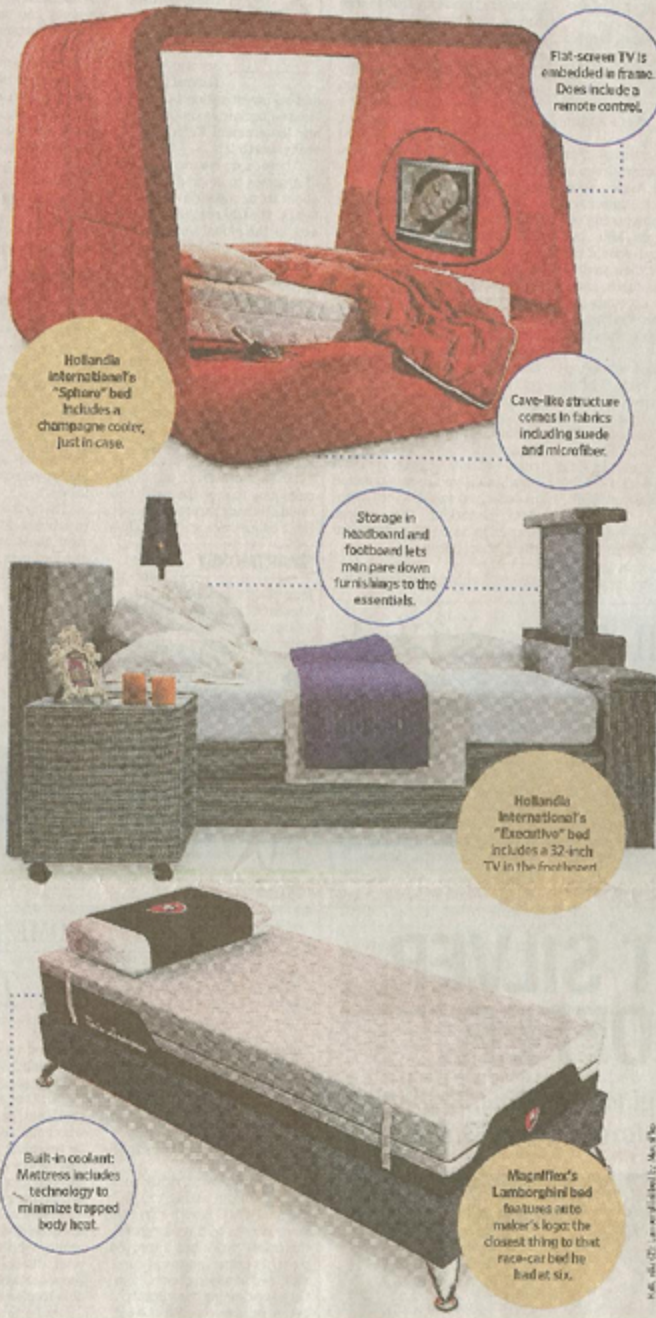 Flat-screen TV is
embedded in frame.
Does include a
remote control.
Hollandia
International's
"Sphere" bed
includes a
champagne cooler,
just in case.
Cave-like structure
comes in fabrics
including suede
and microfiber.
Storage in
headboard and
footboard lets
men pare down
furnishings to the
essentials.
Hollandia
International's
"Executive" bed
includes a 32-inch
TV in the footboard
T SILVER
Built-in coolant:
Mattress includes
technology to
minimize trapped
body heat.
Magniflex's
Lamborghini bed
features auto
maker's logo: the
closest thing to that
race-car bed he
had at six.